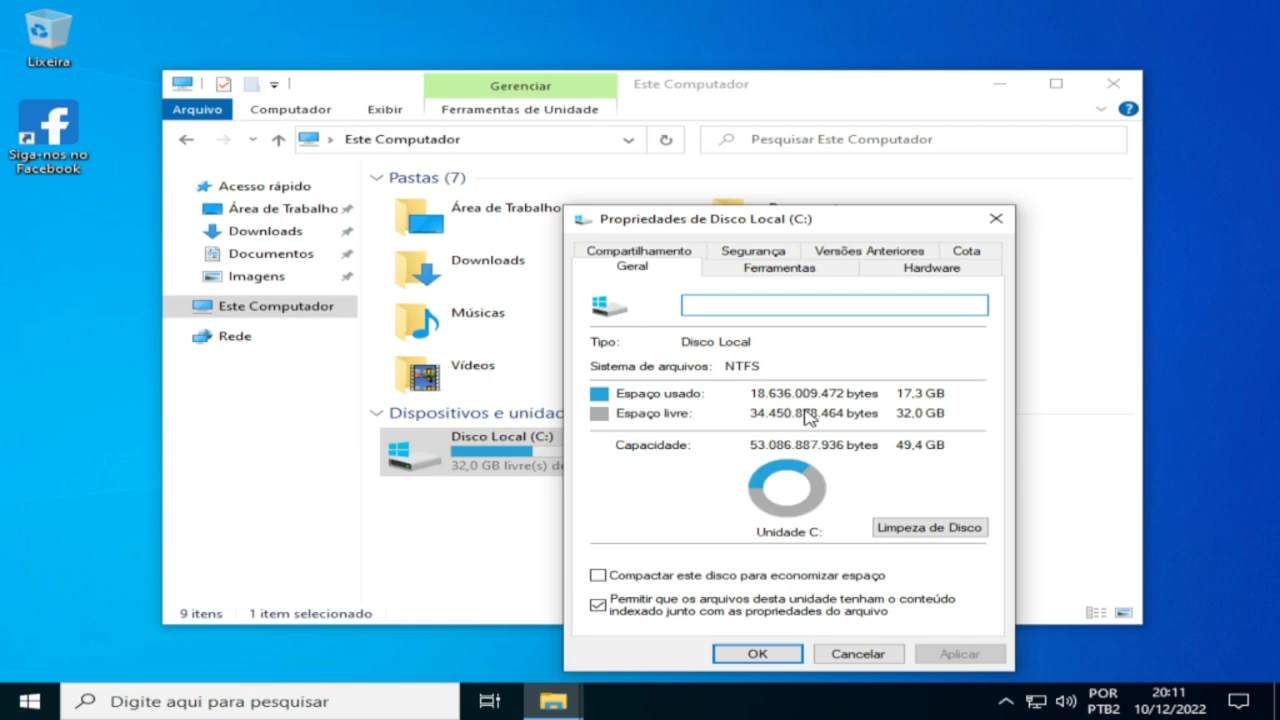 Lixeira
Siga-nos no
Facebook
Gerenciar
Este Computador
Arquivo
Computador
Exibir
Ferramentas de Unidade
Este Computador
Pesquisar Este Computador
Acesso rápido
Área de Trabalho
Downloads
Documentos
Imagens
Este Computador
Rede
Pastas (7)
Área de Trabalho
Downloads
Músicas
Vídeos
Dispositivos e unidad
Disco Local (C:)
32,0 GB livre(s) de
9 itens
1 item selecionado
Propriedades de Disco Local (C:)
Compartilhamento
Segurança
Versões Anteriores
Cota
Geral
Ferramentas
Hardware
Tipo: Disco Local
Sistema de arquivos: NTFS
Espaço usado: 18.636.009.472 bytes 17,3 GB
Espaço livre: 34.450.878.464 bytes 32,0 GB
Capacidade: 53.086.887.936 bytes 49,4 GB
Unidade C:
Limpeza de Disco
Compactar este disco para economizar espaço
Permitir que os arquivos desta unidade tenham o conteúdo
indexado junto com as propriedades do arquivo
OK
Cancelar
Aplicar
Digite aqui para pesquisar
POR
PTB2
20:11
10/12/2022